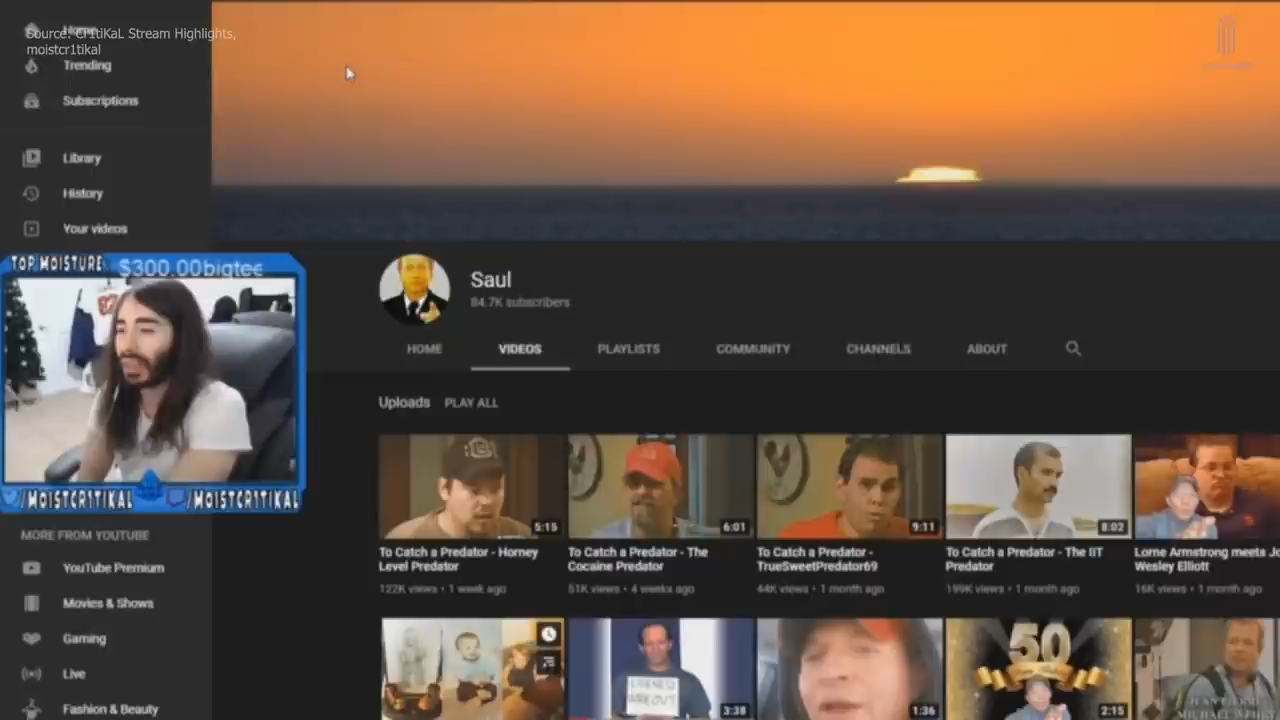 Home
Source: Cr1tiKaL Stream Highlights,
moistcr1tikal
Trending
Subscriptions
Library
History
Your videos
TOP MOISTURE
$300.00bigtec
/MOISTCR1TIKAL
/MOISTCR1TIKAL
MORE FROM YOUTUBE
YouTube Premium
Movies & Shows
Gaming
Live
Fashion & Beauty
Saul
84.7K subscribers
HOME
VIDEOS
PLAYLISTS
COMMUNITY
CHANNELS
ABOUT
Uploads
PLAY ALL
5:15
6:01
9:11
8:02
To Catch a Predator - Horney
Level Predator
122K views • 1 week ago
To Catch a Predator - The
Cocaine Predator
51K views • 4 weeks ago
To Catch a Predator -
TrueSweetPredator69
44K views • 1 month ago
To Catch a Predator - The IIT
Predator
199K views • 1 month ago
Lorne Armstrong meets Jo
Wesley Elliott
16K views • 1 month ago
3:38
1:36
50
2:15